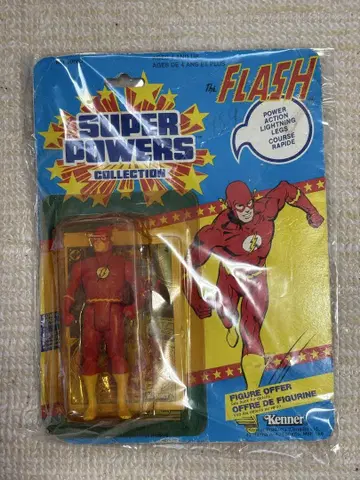 The
FLASH
SUPER
POWERS
COLLECTION
POWER
ACTION
LIGHTNING
LEGS
COURSE
RAPIDE
FIGURE OFFER
OFFRE DE FIGURINE
Kenner